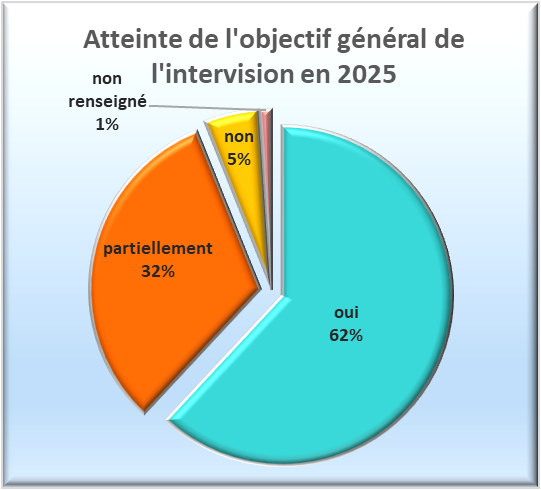 Atteinte de l'objectif général de
l'intervision en 2025
non
renseigné
1%
non
5%
partiellement
32%
oui
62%